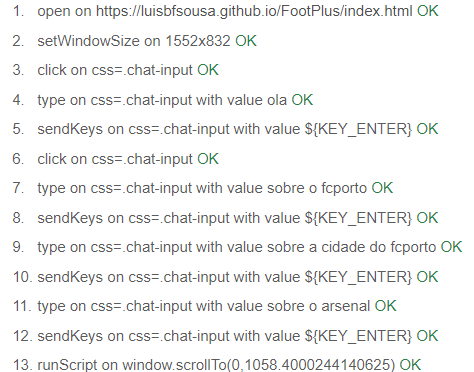 1. open on https://luisbfsousa.github.io/FootPlus/index.html OK
2. setWindowSize on 1552x832 OK
3. click on css=.chat-input OK
4. type on css=.chat-input with value ola OK
5. sendKeys on css=.chat-input with value ${KEY_ENTER} OK
6. click on css=.chat-input OK
7. type on css=.chat-input with value sobre o fcporto OK
8. sendKeys on css=.chat-input with value ${KEY_ENTER} OK
9. type on css=.chat-input with value sobre a cidade do fcporto OK
10. sendKeys on css=.chat-input with value ${KEY_ENTER} OK
11. type on css=.chat-input with value sobre o arsenal OK
12. sendKeys on css=.chat-input with value ${KEY_ENTER} OK
13. runScript on window.scrollTo(0,1058.4000244140625) OK